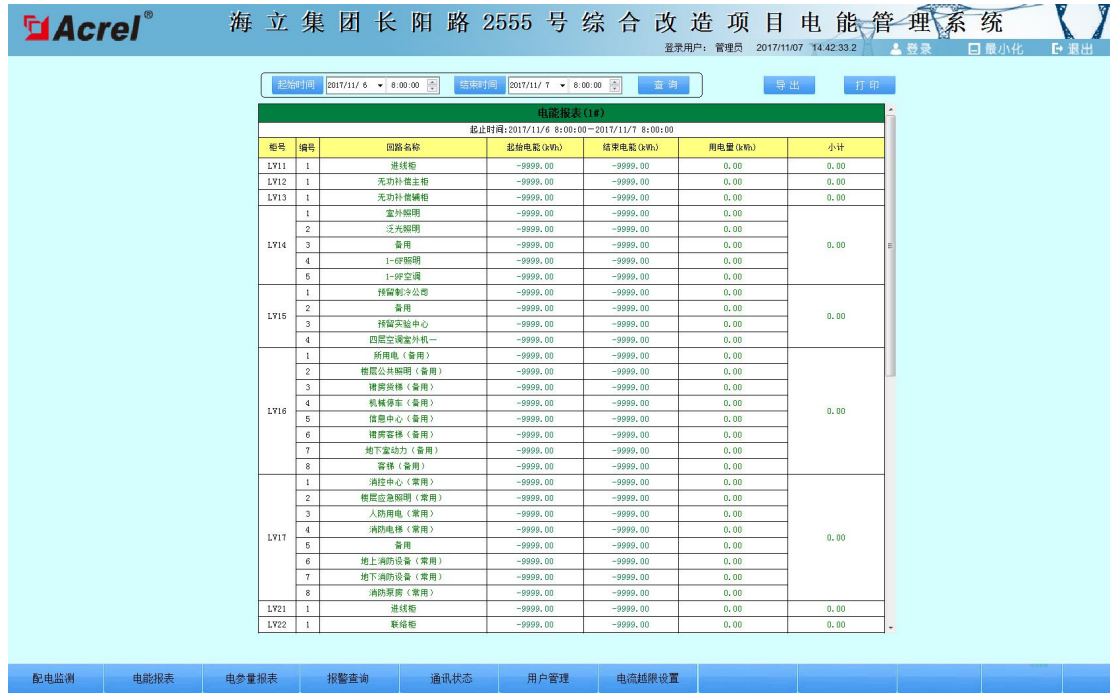 Acrel®
海立集团长阳路2555号综合改造项目电能管理系统
登录用户： 管理员 2017/11/07 14:42:33.2 登录 最小化 退出
起始时间 2017/11/ 6 8:00:00 结束时间 2017/11/ 7 8:00:00 查询 导出 打印
电能报表(1#)
起止时间:2017/11/6 8:00:00-2017/11/7 8:00:00
柜号 编号 回路名称 起始电能(kWh) 结束电能(kWh) 用电量(kWh) 小计
LV11 1 进线柜 -9999.00 -9999.00 0.00 0.00
LV12 1 无功补偿主柜 -9999.00 -9999.00 0.00 0.00
LV13 1 无功补偿辅柜 -9999.00 -9999.00 0.00 0.00
1 室外照明 -9999.00 -9999.00 0.00
2 泛光照明 -9999.00 -9999.00 0.00
LV14 3 备用 -9999.00 -9999.00 0.00 0.00
4 1-6F照明 -9999.00 -9999.00 0.00
5 1-9F空调 -9999.00 -9999.00 0.00
1 预留制冷公司 -9999.00 -9999.00 0.00
2 备用 -9999.00 -9999.00 0.00
LV15 0.00
3 预留实验中心 -9999.00 -9999.00 0.00
4 四层空调室外机一 -9999.00 -9999.00 0.00
1 所用电（备用） -9999.00 -9999.00 0.00
2 楼层公共照明（备用） -9999.00 -9999.00 0.00
3 裙房货梯（备用） -9999.00 -9999.00 0.00
4 机械停车（备用） -9999.00 -9999.00 0.00
LV16 0.00
5 信息中心（备用） -9999.00 -9999.00 0.00
6 裙房客梯（备用） -9999.00 -9999.00 0.00
7 地下室动力（备用） -9999.00 -9999.00 0.00
8 客梯（备用） -9999.00 -9999.00 0.00
1 消控中心（常用） -9999.00 -9999.00 0.00
2 楼层应急照明（常用） -9999.00 -9999.00 0.00
3 人防用电（常用） -9999.00 -9999.00 0.00
4 消防电梯（常用） -9999.00 -9999.00 0.00
LV17 0.00
5 备用 -9999.00 -9999.00 0.00
6 地上消防设备（常用） -9999.00 -9999.00 0.00
7 地下消防设备（常用） -9999.00 -9999.00 0.00
8 消防泵房（常用） -9999.00 -9999.00 0.00
LV21 1 进线柜 -9999.00 -9999.00 0.00 0.00
LV22 1 联络柜 -9999.00 -9999.00 0.00 0.00
配电监测 电能报表 电参量报表 报警查询 通讯状态 用户管理 电流越限设置